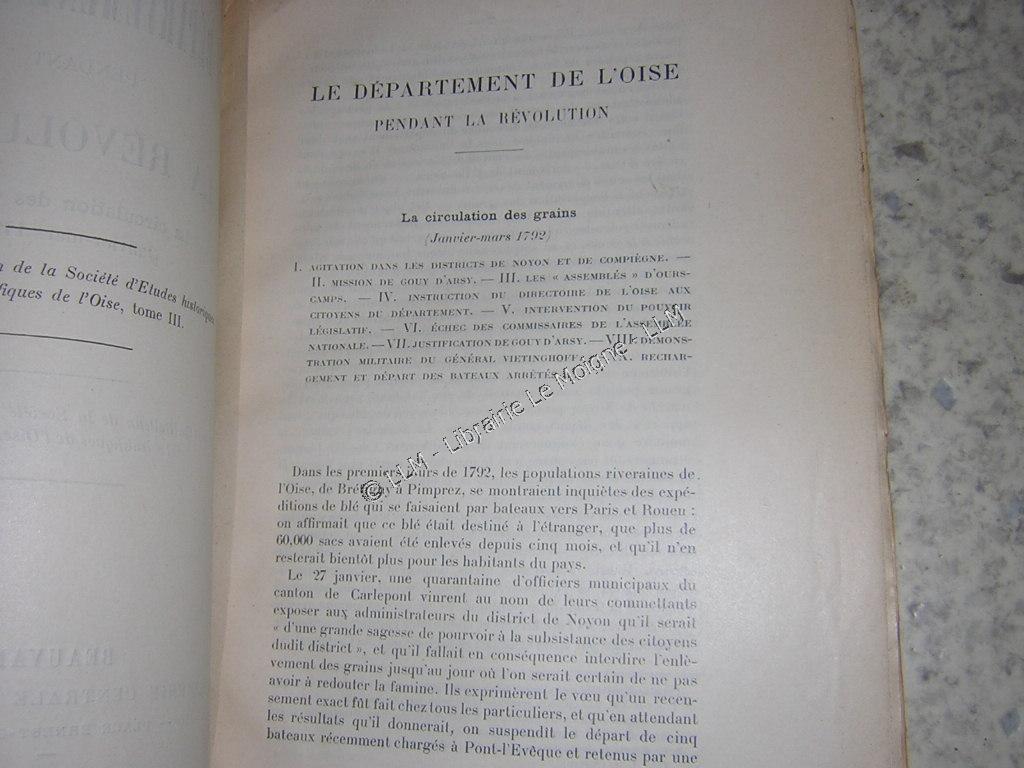 n de la Société d'Etudes historiques
fiques de l'Oise, tome III.
LE DÉPARTEMENT DE L'OISE
PENDANT LA RÉVOLUTION
La circulation des grains
(Janvier-mars 1792)
I. AGITATION DANS LES DISTRICTS DE NOYON ET DE COMPIÈGNE. —
II. MISSION DE GOUY D'ARSY. — III. LES « ASSEMBLÉS » D'OURS-
CAMPS. — IV. INSTRUCTION DU DIRECTOIRE DE L'OISE AUX
CITOYENS DU DÉPARTEMENT. — V. INTERVENTION DU POUVOIR
LÉGISLATIF. — VI. ÉCHEC DES COMMISSAIRES DE L'ASSEMBLÉE
NATIONALE. — VII. JUSTIFICATION DE GOUY D'ARSY. — VIII. DÉMONS-
TRATION MILITAIRE DU GÉNÉRAL VIETINGHOFF. RECHAR-
GEMENT ET DÉPART DES BATEAUX ARRÊTÉS
Dans les premiers jours de 1792, les populations riveraines de
l'Oise, de Brétigny à Pimprez, se montraient inquiètes des expé-
ditions de blé qui se faisaient par bateaux vers Paris et Rouen :
on affirmait que ce blé était destiné à l'étranger, que plus de
60,000 sacs avaient été enlevés depuis cinq mois, et qu'il n'en
resterait bientôt plus pour les habitants du pays.
Le 27 janvier, une quarantaine d'officiers municipaux du
canton de Carlepont vinrent au nom de leurs commettants
exposer aux administrateurs du district de Noyon qu'il serait
« d'une grande sagesse de pourvoir à la subsistance des citoyens
dudit district », et qu'il fallait en conséquence interdire l'enlè-
vement des grains jusqu'au jour où l'on serait certain de ne pas
avoir à redouter la famine. Ils exprimèrent le vœu qu'un recen-
sement exact fût fait chez tous les particuliers, et qu'en attendant
les résultats qu'il donnerait, on suspendît le départ de cinq
bateaux récemment chargés à Pont-l'Evêque et retenus par une
© LLM - Librairie Le Moigne - LLM